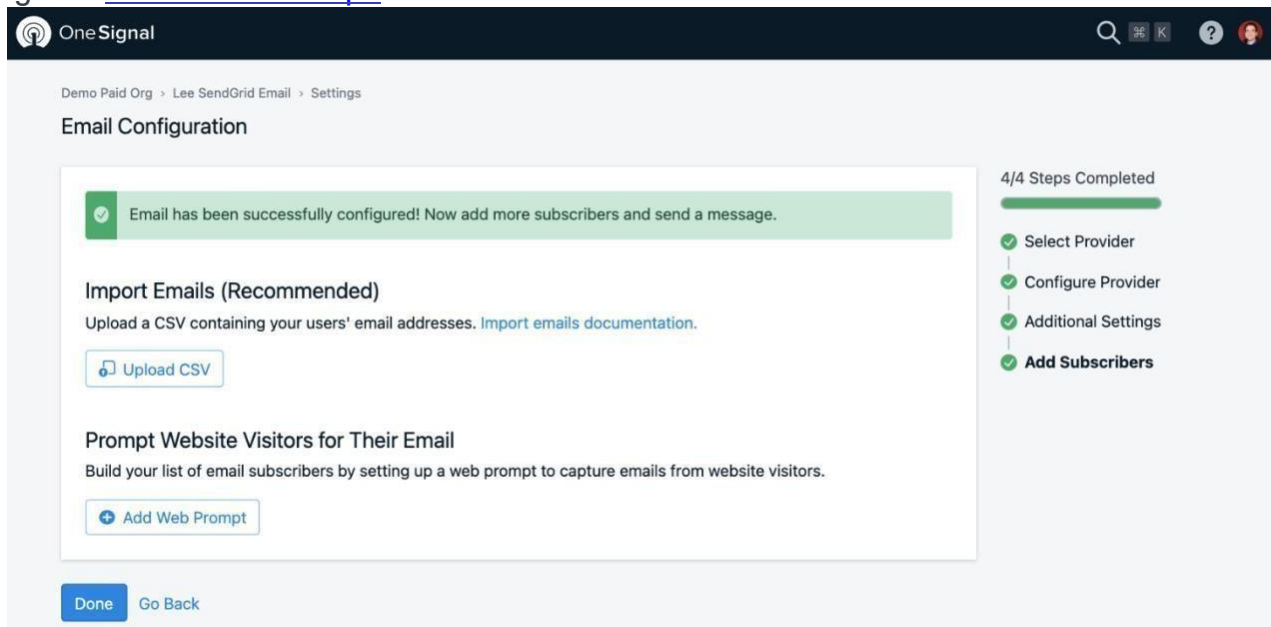 OneSignal
⌘ K
?
Demo Paid Org › Lee SendGrid Email › Settings
Email Configuration
Email has been successfully configured! Now add more subscribers and send a message.
Import Emails (Recommended)
Upload a CSV containing your users' email addresses. Import emails documentation.
Upload CSV
Prompt Website Visitors for Their Email
Build your list of email subscribers by setting up a web prompt to capture emails from website visitors.
Add Web Prompt
Done Go Back
4/4 Steps Completed
Select Provider
Configure Provider
Additional Settings
Add Subscribers